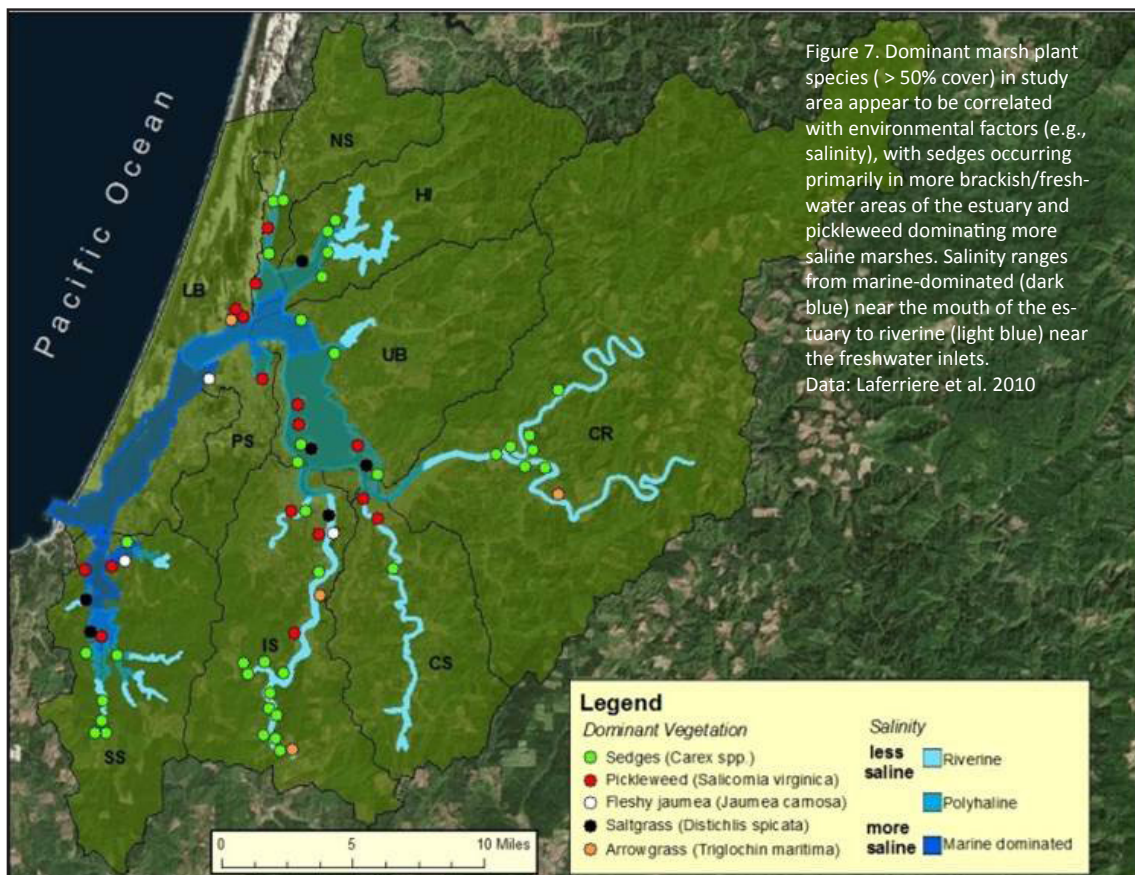 Figure 7. Dominant marsh plant
species ( > 50% cover) in study
area appear to be correlated
with environmental factors (e.g.,
salinity), with sedges occurring
primarily in more brackish/fresh-
water areas of the estuary and
pickleweed dominating more
saline marshes. Salinity ranges
from marine-dominated (dark
blue) near the mouth of the es-
tuary to riverine (light blue) near
the freshwater inlets.
Data: Laferriere et al. 2010
Pacific Ocean
NS
HI
LB
UB
PS
CR
IS
CS
SS
0 5 10 Miles
Legend
Dominant Vegetation
Sedges (Carex spp.)
Pickleweed (Salicornia virginica)
Fleshy jaumea (Jaumea carnosa)
Saltgrass (Distichlis spicata)
Arrowgrass (Triglochin maritima)
Salinity
less
saline
Riverine
Polyhaline
more
saline
Marine dominated